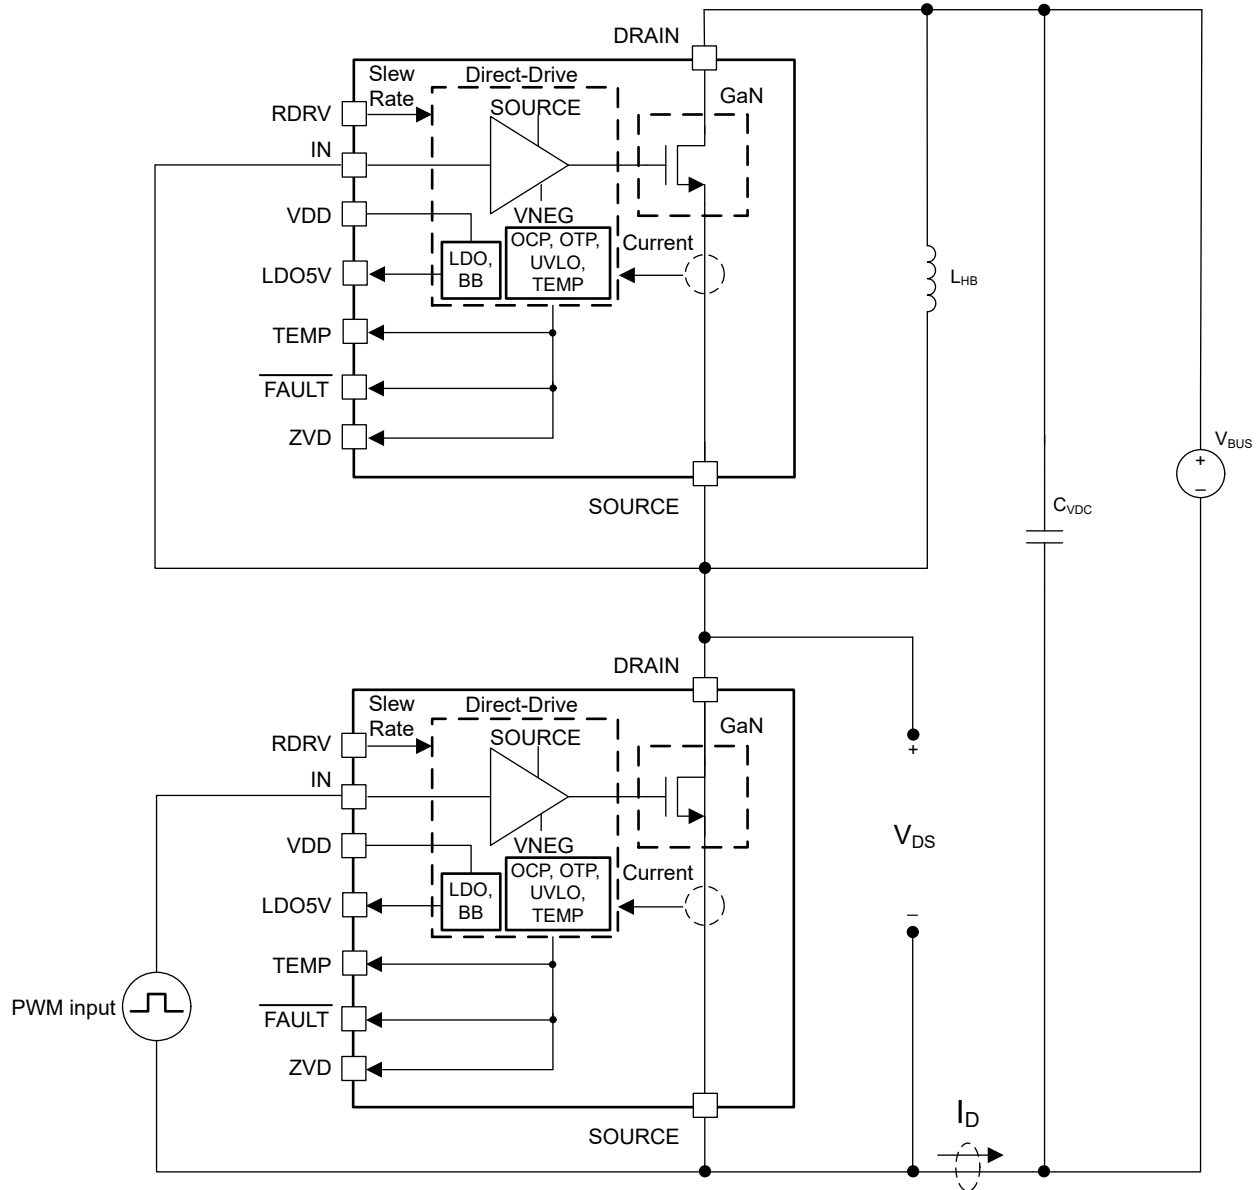 DRAIN
Slew
Rate
Direct-Drive
SOURCE
GaN
RDRV
IN
VDD
VNEG
LDO,
BB
OCP, OTP,
UVLO,
TEMP
Current
LDO5V
TEMP
FAULT
ZVD
SOURCE
LHB
CVDC
VBUS
+
–
DRAIN
Slew
Rate
Direct-Drive
SOURCE
GaN
RDRV
IN
VDD
VNEG
LDO,
BB
OCP, OTP,
UVLO,
TEMP
Current
LDO5V
TEMP
FAULT
ZVD
SOURCE
PWM input
+
VDS
–
ID